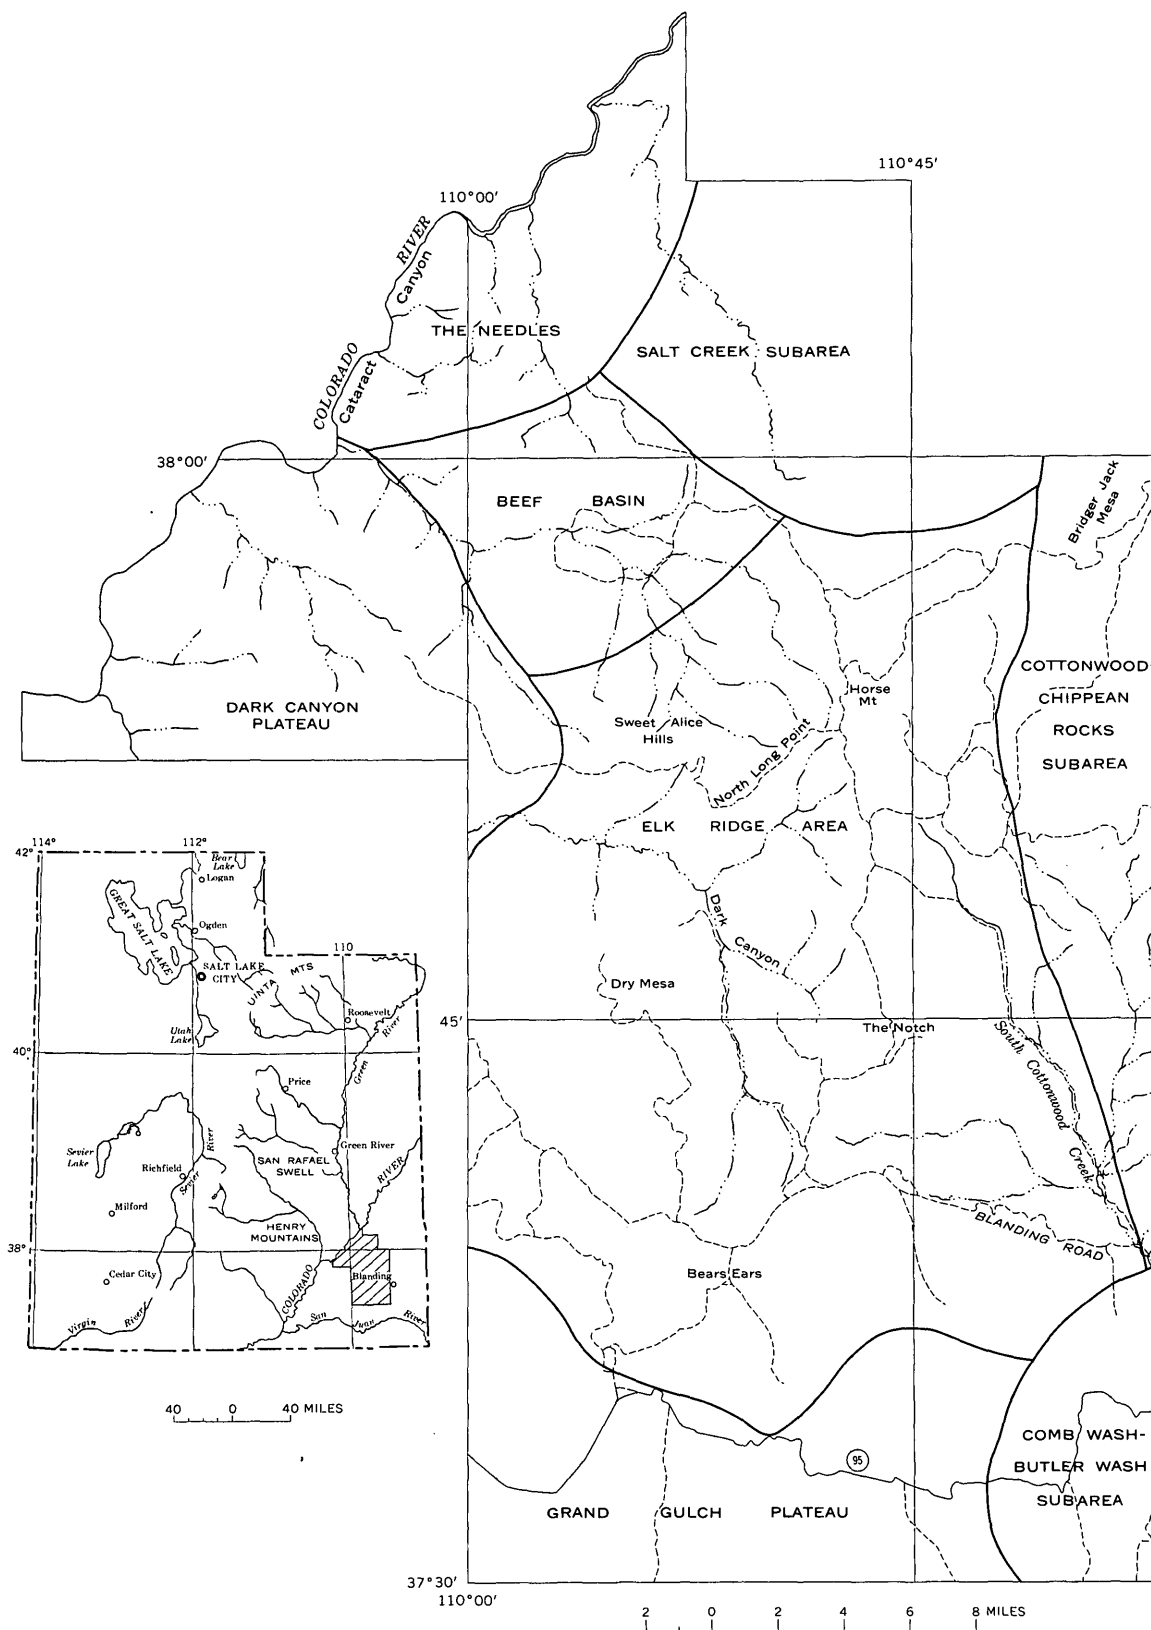 110°45′
110°00′
COLORADO RIVER
Cataract Canyon
THE NEEDLES
SALT CREEK SUBAREA
38°00′
BEEF BASIN
Bridger Jack
Mesa
COTTONWOOD-
CHIPPEAN
ROCKS
SUBAREA
DARK CANYON
PLATEAU
Horse
Mt
Sweet Alice
Hills
North Long Point
ELK RIDGE AREA
Dark Canyon
Dry Mesa
45′
The Notch
South Cottonwood Creek
BLANDING ROAD
Bears Ears
95
COMB WASH-
BUTLER WASH
SUBAREA
GRAND GULCH PLATEAU
37°30′
110°00′
2 0 2 4 6 8 MILES
114°
112°
42°
Bear
Lake
Logan
GREAT SALT LAKE
Ogden
110
SALT LAKE
CITY
UINTA MTS
Roosevelt
Utah
Lake
Green River
40°
Price
Sevier
Lake
Sevier River
Green River
SAN RAFAEL
SWELL
Richfield
RIVER
Milford
HENRY
MOUNTAINS
38°
Cedar City
COLORADO
Blanding
Virgin River
San Juan River
40 0 40 MILES